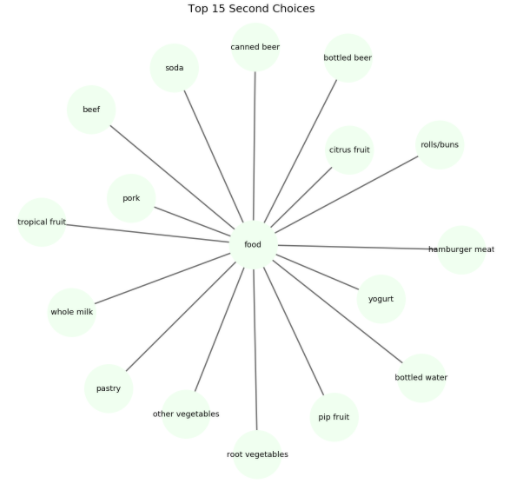 Top 15 Second Choices
canned beer
bottled beer
soda
beef
citrus fruit
rolls/buns
pork
tropical fruit
food
hamburger meat
yogurt
whole milk
bottled water
pastry
other vegetables
pip fruit
root vegetables